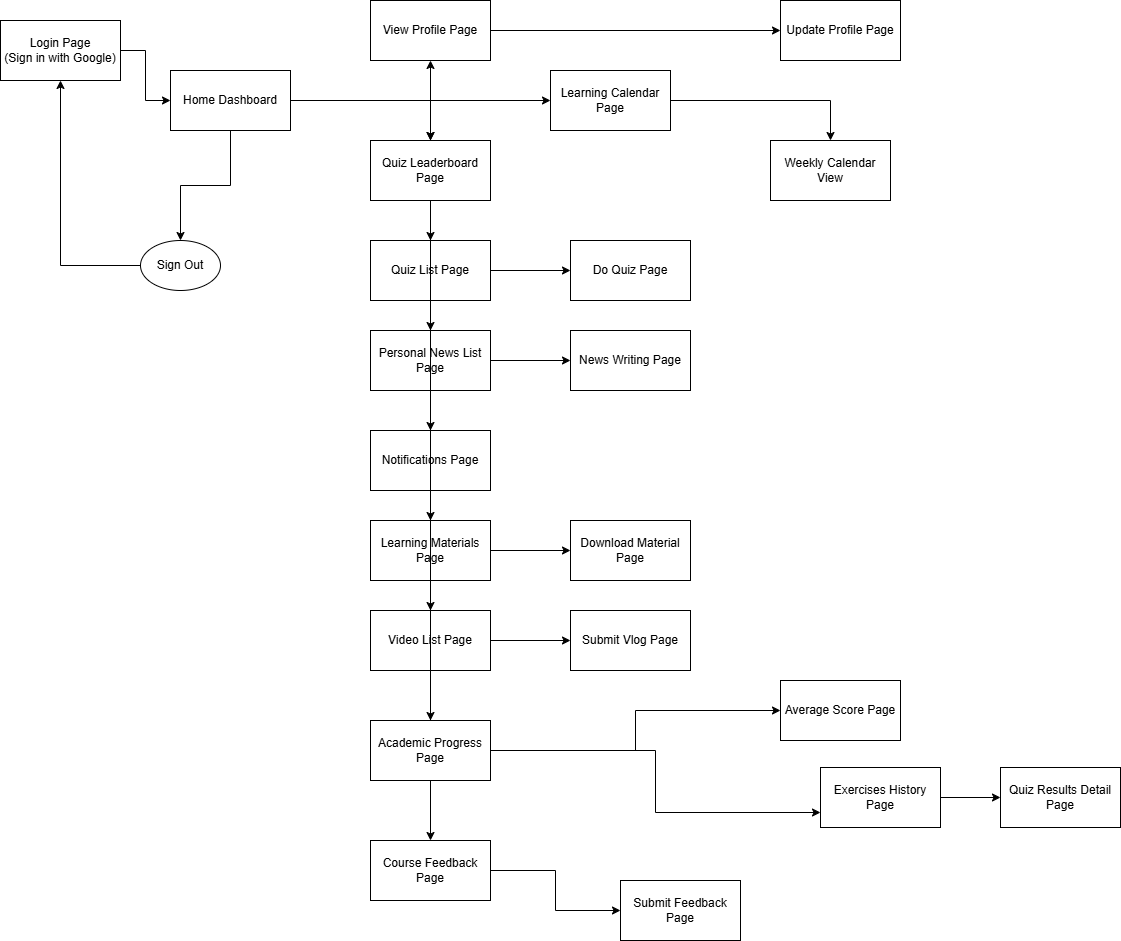 View Profile Page
Update Profile Page
Login Page
(Sign in with Google)
Home Dashboard
Learning Calendar
Page
Quiz Leaderboard
Page
Weekly Calendar
View
Sign Out
Quiz List Page
Do Quiz Page
Personal News List
Page
News Writing Page
Notifications Page
Learning Materials
Page
Download Material
Page
Video List Page
Submit Vlog Page
Average Score Page
Academic Progress
Page
Exercises History
Page
Quiz Results Detail
Page
Course Feedback
Page
Submit Feedback
Page